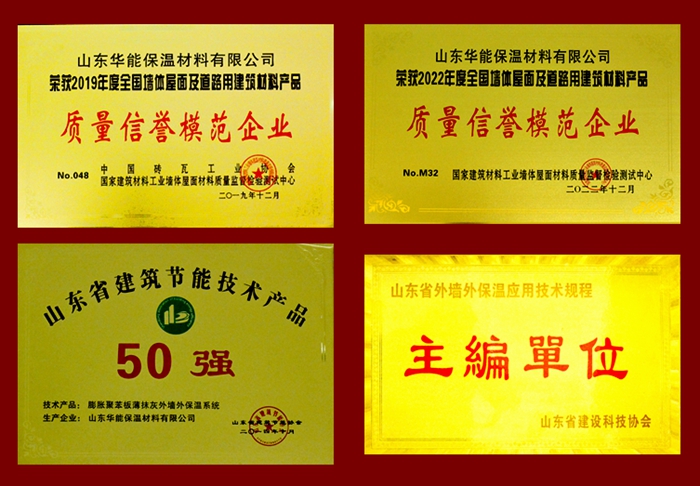 山东华能保温材料有限公司
荣获2019年度全国墙体屋面及道路用建筑材料产品
质量信誉模范企业
No.048
中国砖瓦工业协会
国家建筑材料工业墙体屋面材料质量监督检验测试中心
二〇一九年十二月
山东华能保温材料有限公司
荣获2022年度全国墙体屋面及道路用建筑材料产品
质量信誉模范企业
No.M32
国家建筑材料工业墙体屋面材料质量监督检验测试中心
二〇二二年十二月
山东省建筑节能技术产品
50强
技术产品：膨胀聚苯板薄抹灰外墙外保温系统
生产企业：山东华能保温材料有限公司
山东省建筑节能协会
山东省外墙外保温应用技术规程
主編單位
山东省建设科技协会